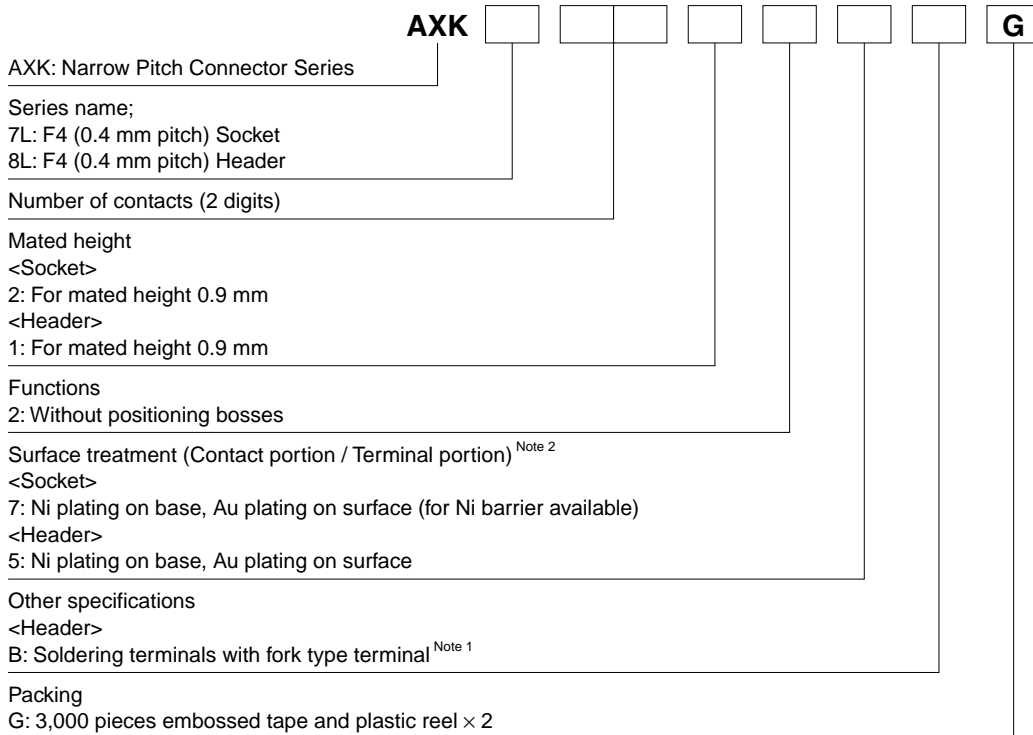 AXK G
AXK: Narrow Pitch Connector Series
Series name;
7L: F4 (0.4 mm pitch) Socket
8L: F4 (0.4 mm pitch) Header
Number of contacts (2 digits)
Mated height
<Socket>
2: For mated height 0.9 mm
<Header>
1: For mated height 0.9 mm
Functions
2: Without positioning bosses
Surface treatment (Contact portion / Terminal portion) Note 2
<Socket>
7: Ni plating on base, Au plating on surface (for Ni barrier available)
<Header>
5: Ni plating on base, Au plating on surface
Other specifications
<Header>
B: Soldering terminals with fork type terminal Note 1
Packing
G: 3,000 pieces embossed tape and plastic reel × 2